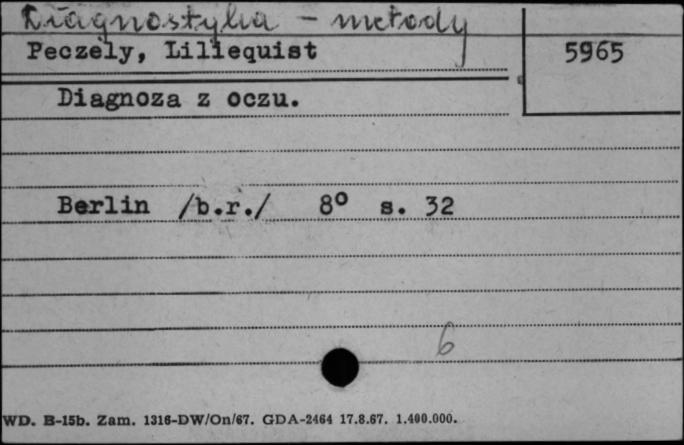 Diagnostyka - metody
Peczely, Liliequist
5965
Diagnoza z oczu.
Berlin /b.r./ 8° s. 32
6
WD. B-15b. Zam. 1316-DW/On/67. GDA-2464 17.8.67. 1.400.000.